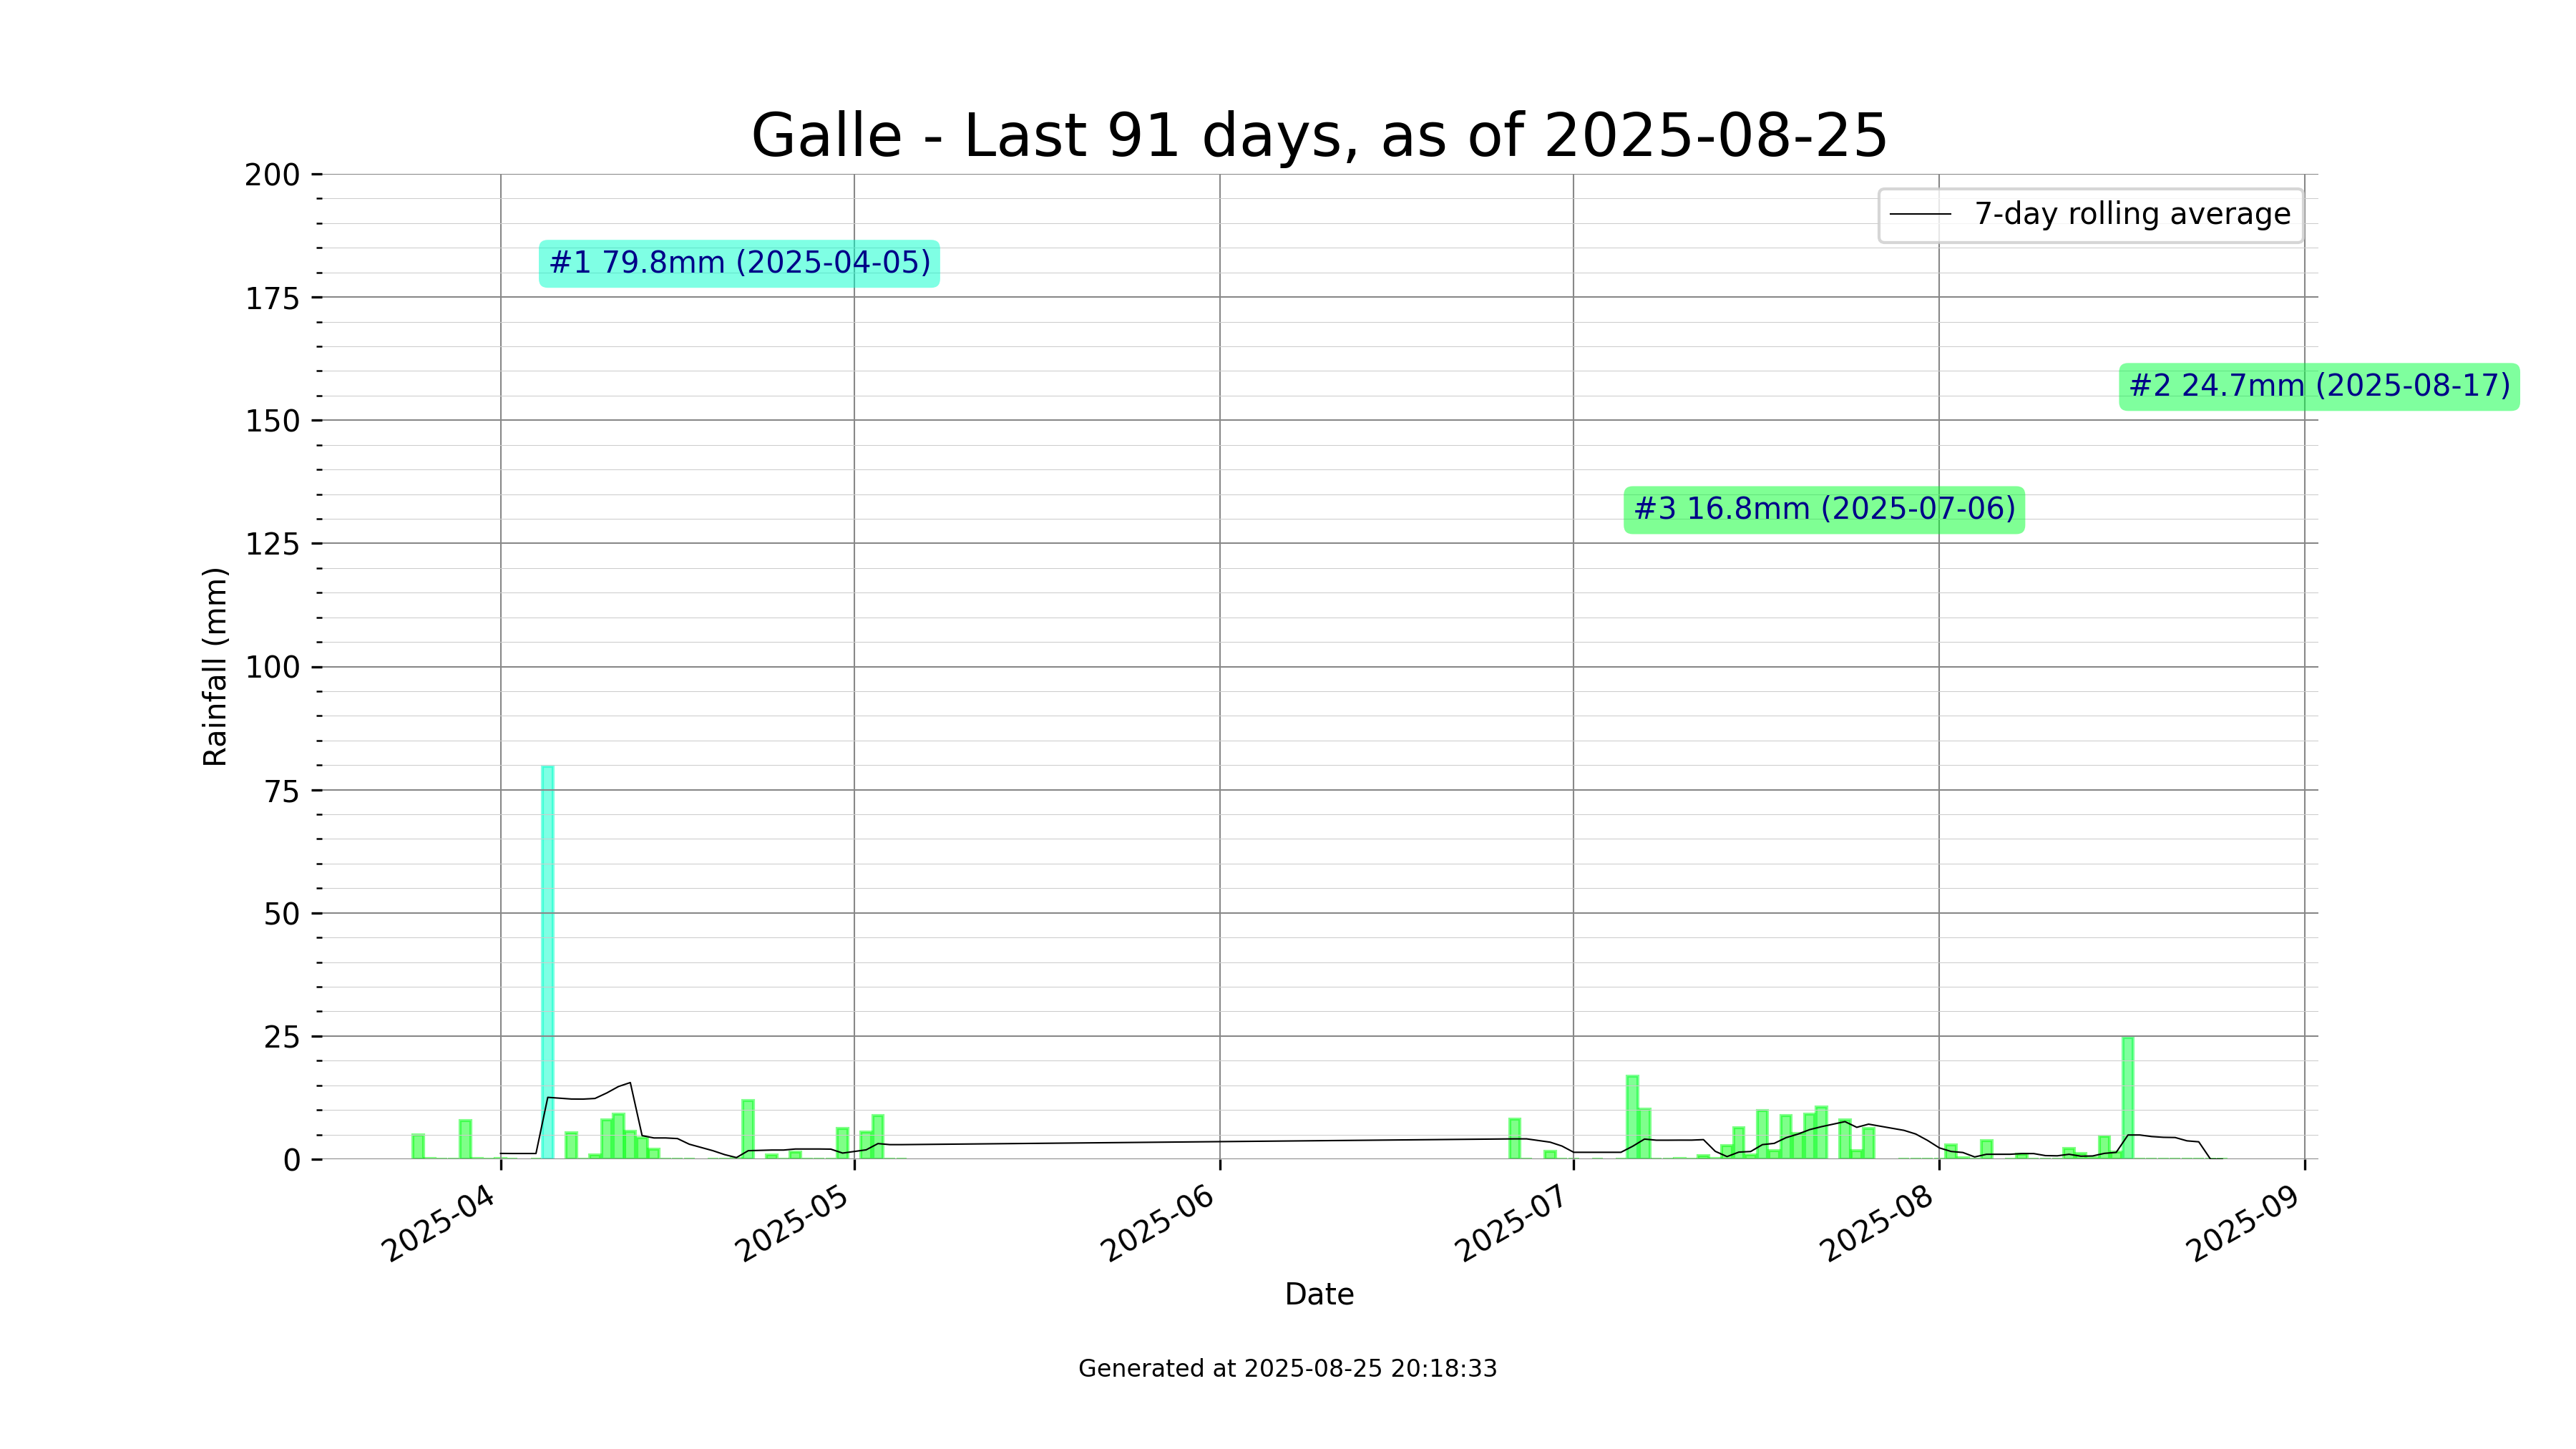 Galle - Last 91 days, as of 2025-08-25
200
175
150
125
100
75
50
25
0
Rainfall (mm)
7-day rolling average
#1 79.8mm (2025-04-05)
#2 24.7mm (2025-08-17)
#3 16.8mm (2025-07-06)
2025-04
2025-05
2025-06
2025-07
2025-08
2025-09
Date
Generated at 2025-08-25 20:18:33